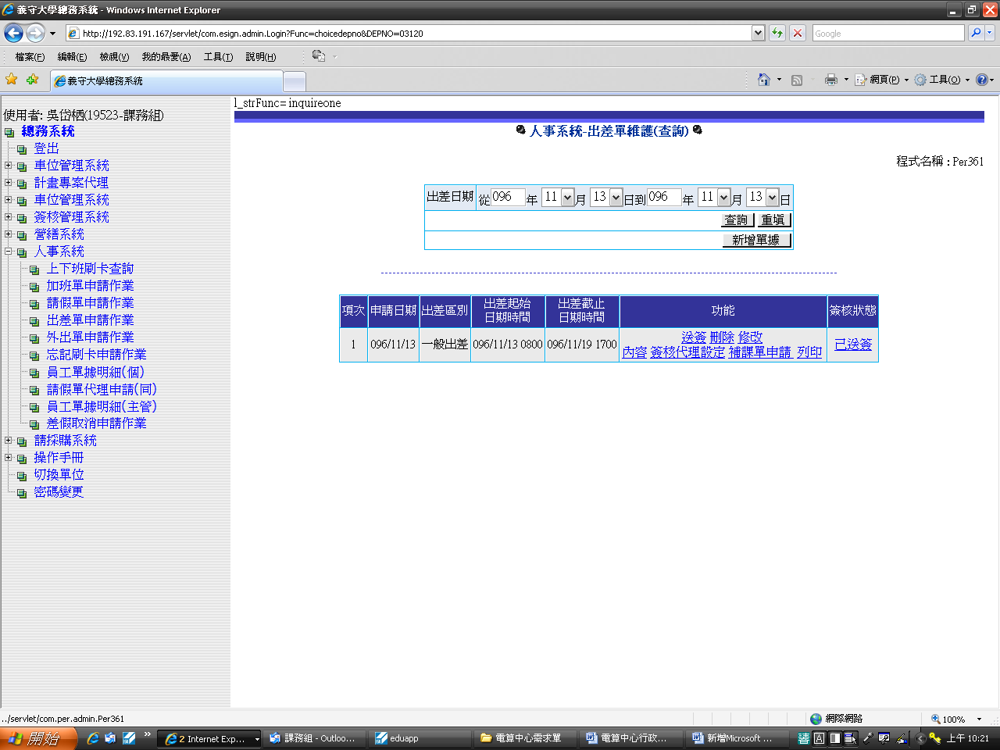 義守大學總務系統 - Windows Internet Explorer
http://192.83.191.167/servlet/com.esign.admin.Login?Func=choicedepno&DEPNO=03120
Google
檔案(F) 編輯(E) 檢視(V) 我的最愛(A) 工具(T) 說明(H)
義守大學總務系統
網頁(P) 工具(O)
使用者: 吳岱栖(19523-課務組)
總務系統
登出
車位管理系統
計畫專案代理
車位管理系統
簽核管理系統
營繕系統
人事系統
上下班刷卡查詢
加班單申請作業
請假單申請作業
出差單申請作業
外出單申請作業
忘記刷卡申請作業
員工單據明細(個)
請假單代理申請(同)
員工單據明細(主管)
差假取消申請作業
請採購系統
操作手冊
切換單位
密碼變更
l_strFunc= inquireone
人事系統-出差單維護(查詢)
程式名稱 : Per361
出差日期 從 096 年 11 月 13 日到 096 年 11 月 13 日
查詢 重填
新增單據
項次 申請日期 出差區別 出差起始日期時間 出差截止日期時間 功能 簽核狀態
1 096/11/13 一般出差 096/11/13 0800 096/11/19 1700 送簽 刪除 修改 已送簽
內容 簽核代理設定 補課單申請 列印
../servlet/com.per.admin.Per361
網際網路
100%
開始
2 Internet Exp...
課務組 - Outloo...
eduapp
電算中心需求單
電算中心行政...
新增Microsoft ...
上午 10:21